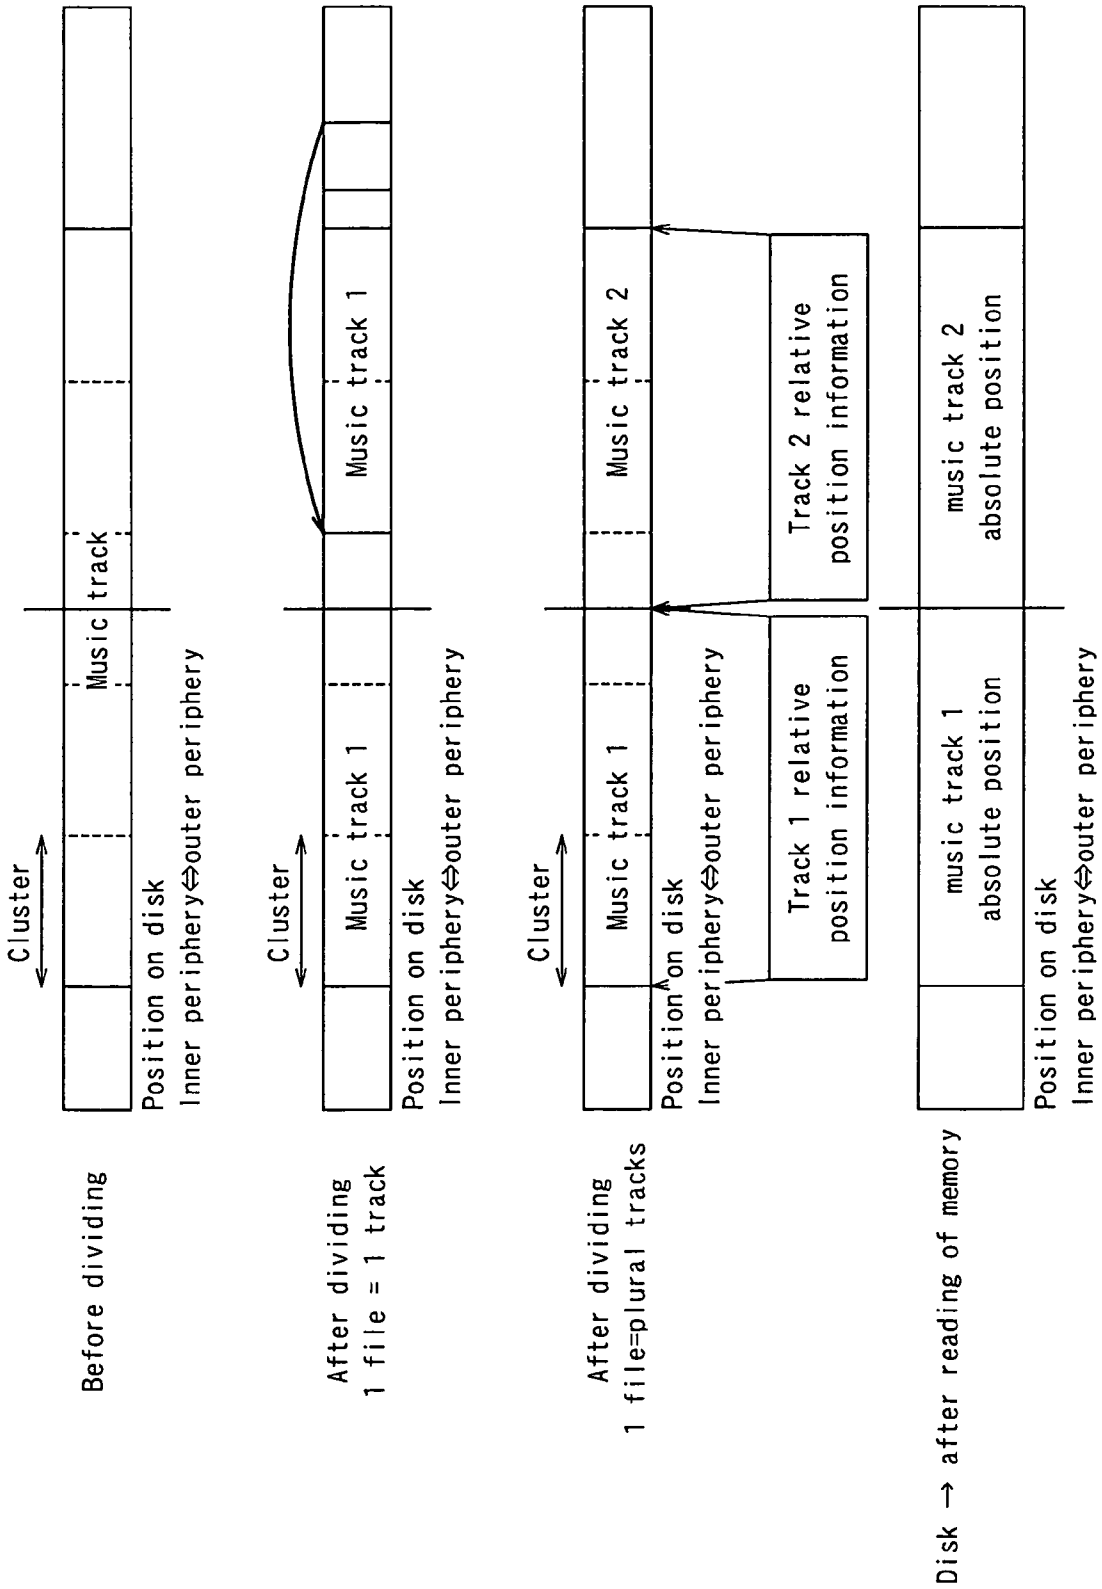 Before dividing
Cluster
Music track
Position on disk
Inner periphery⇔outer periphery
After dividing
1 file = 1 track
Cluster
Music track 1
Music track 1
Position on disk
Inner periphery⇔outer periphery
After dividing
1 file=plural tracks
Cluster
Music track 1
Music track 2
Position on disk
Inner periphery⇔outer periphery
Track 1 relative
position information
Track 2 relative
position information
Disk → after reading of memory
music track 1
absolute position
music track 2
absolute position
Position on disk
Inner periphery⇔outer periphery